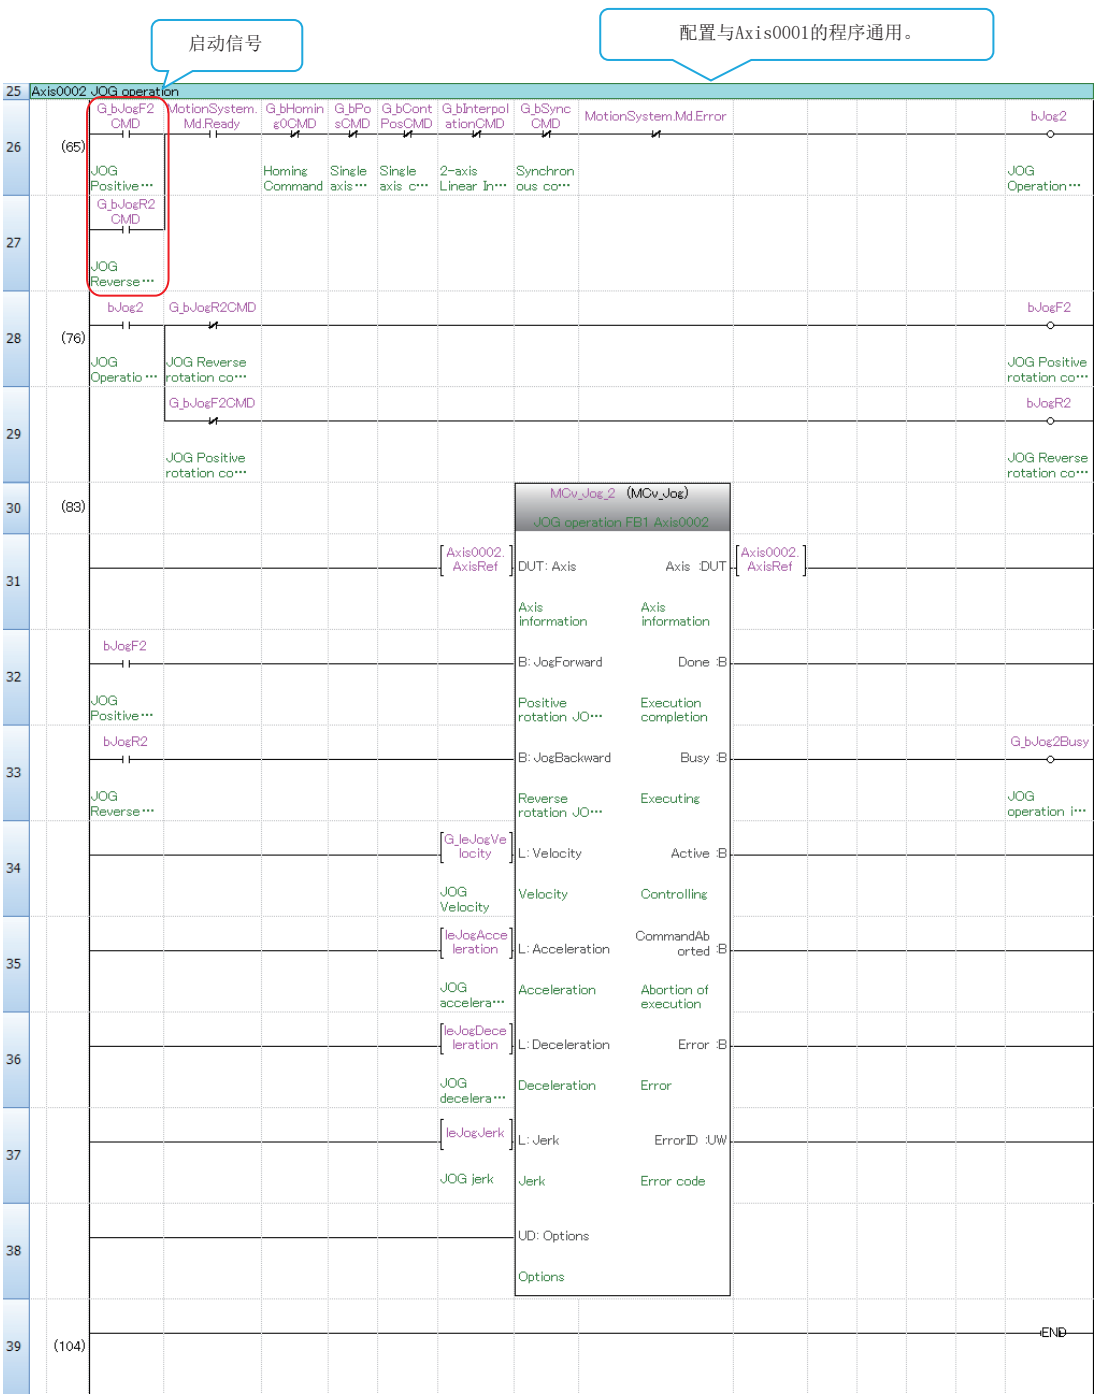 启动信号
配置与Axis0001的程序通用。
25 Axis0002 JOG operation
G_bJogF2 MotionSystem. G_bHomin G_bPo G_bCont G_bInterpol G_bSync MotionSystem.Md.Error bJog2
CMD Md.Ready g0CMD sCMD PosCMD ationCMD CMD
26 (65)
JOG Homing Single Single 2-axis Synchron JOG
Positive⋯ Command axis⋯ axis c⋯ Linear In⋯ ous co⋯ Operation⋯
G_bJogR2
CMD
27
JOG
Reverse⋯
bJog2 G_bJogR2CMD bJogF2
28 (76)
JOG JOG Reverse JOG Positive
Operatio⋯ rotation co⋯ rotation co⋯
G_bJogF2CMD bJogR2
29
JOG Positive JOG Reverse
rotation co⋯ rotation co⋯
MCv_Jog_2 (MCv_Jog)
30 (83)
JOG operation FB1 Axis0002
Axis0002. Axis0002.
AxisRef DUT: Axis Axis :DUT AxisRef
31
Axis Axis
information information
bJogF2
B: JogForward Done :B
32
JOG Positive Execution
Positive⋯ rotation JO⋯ completion
bJogR2 G_bJog2Busy
B: JogBackward Busy :B
33
JOG Reverse Executing JOG
Reverse⋯ rotation JO⋯ operation i⋯
G_leJogVe
locity L: Velocity Active :B
34
JOG Velocity Controlling
Velocity
leJogAcce CommandAb
leration L: Acceleration orted :B
35
JOG Acceleration Abortion of
accelera⋯ execution
leJogDece
leration L: Deceleration Error :B
36
JOG Deceleration Error
decelera⋯
leJogJerk L: Jerk ErrorID :UW
37
JOG jerk Jerk Error code
UD: Options
38
Options
END
39 (104)